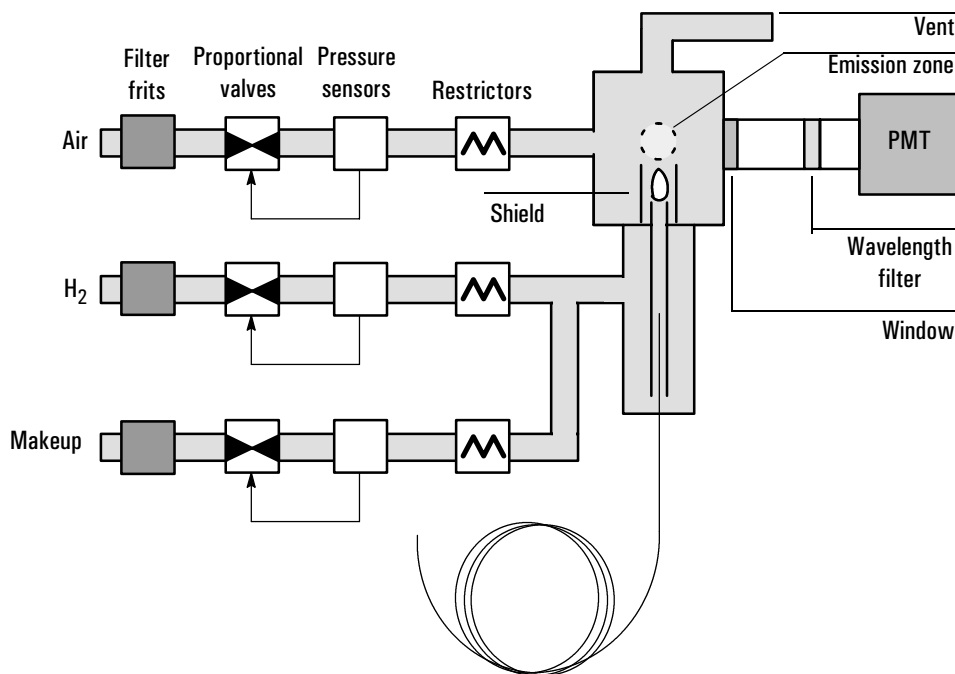 Filter
frits
Proportional
valves
Pressure
sensors
Restrictors
Vent
Emission zone
Air
PMT
Shield
Wavelength
filter
H2
Window
Makeup